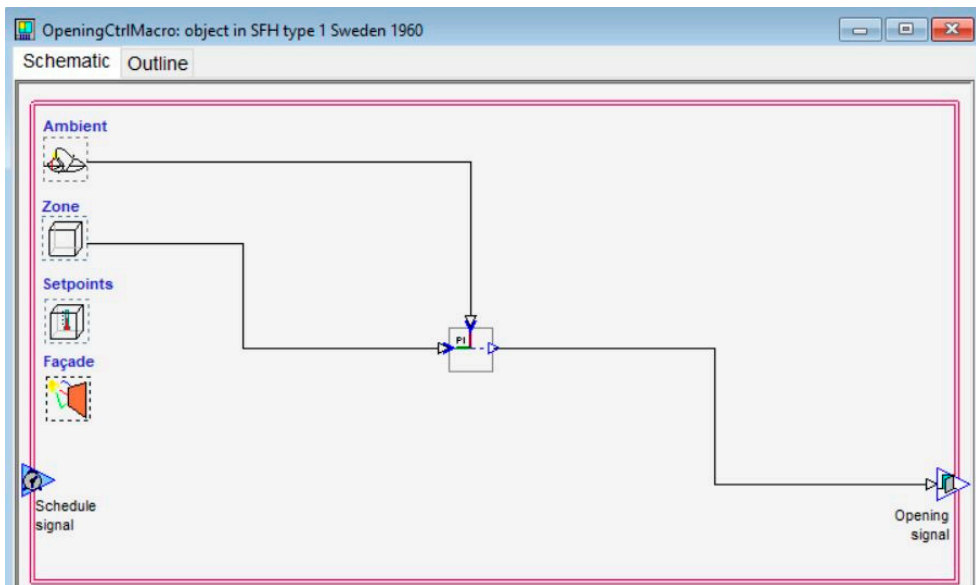 OpeningCtrlMacro: object in SFH type 1 Sweden 1960
Schematic Outline
Ambient
Zone
Setpoints
Façade
PI
Schedule
signal
Opening
signal